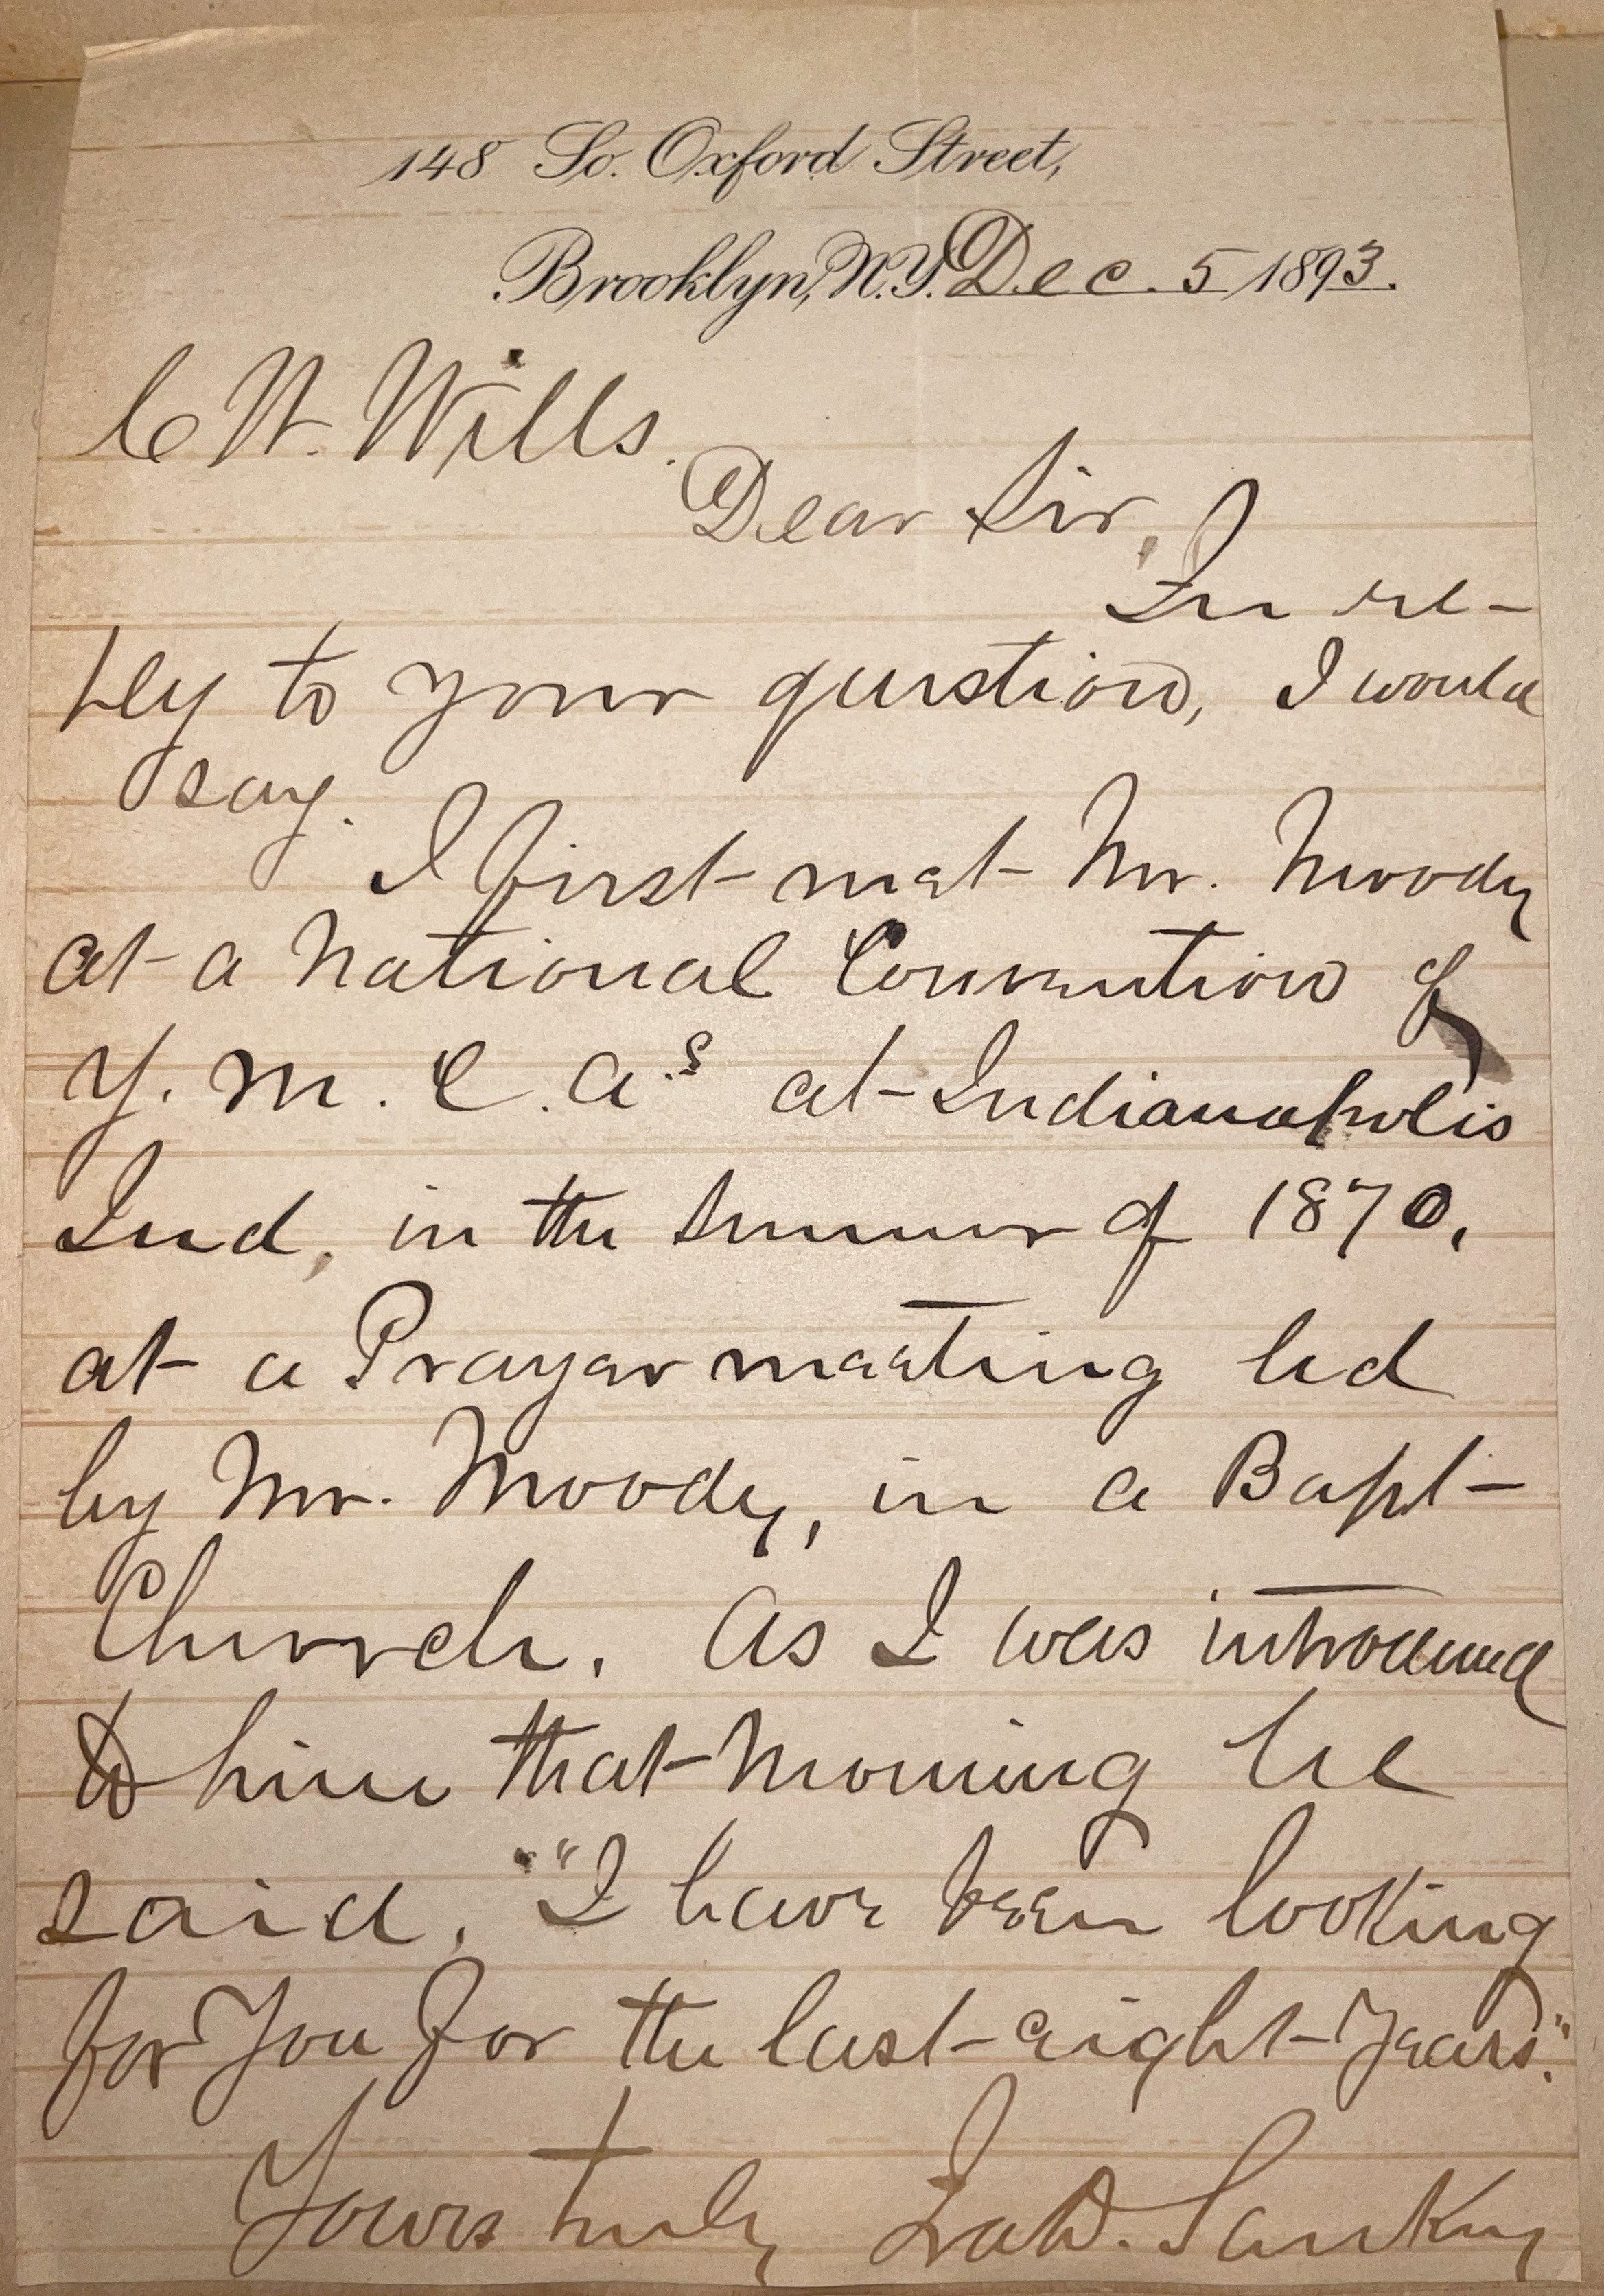 148 So. Oxford Street,
Brooklyn, N.Y. Dec. 5 1893.
C W. Wills.
Dear Sir,
In re-
ply to your question, I would
say.
I first met Mr. Moody
at a National Convention of
Y. M. C. A.s at Indianapolis
Ind, in the Summer of 1870,
at a Prayer meeting led
by Mr. Moody, in a Bapt
Church. As I was introduced
to him that morning he
said. "I have been looking
for you for the last eight years."
Yours truly Ira D. Sankey